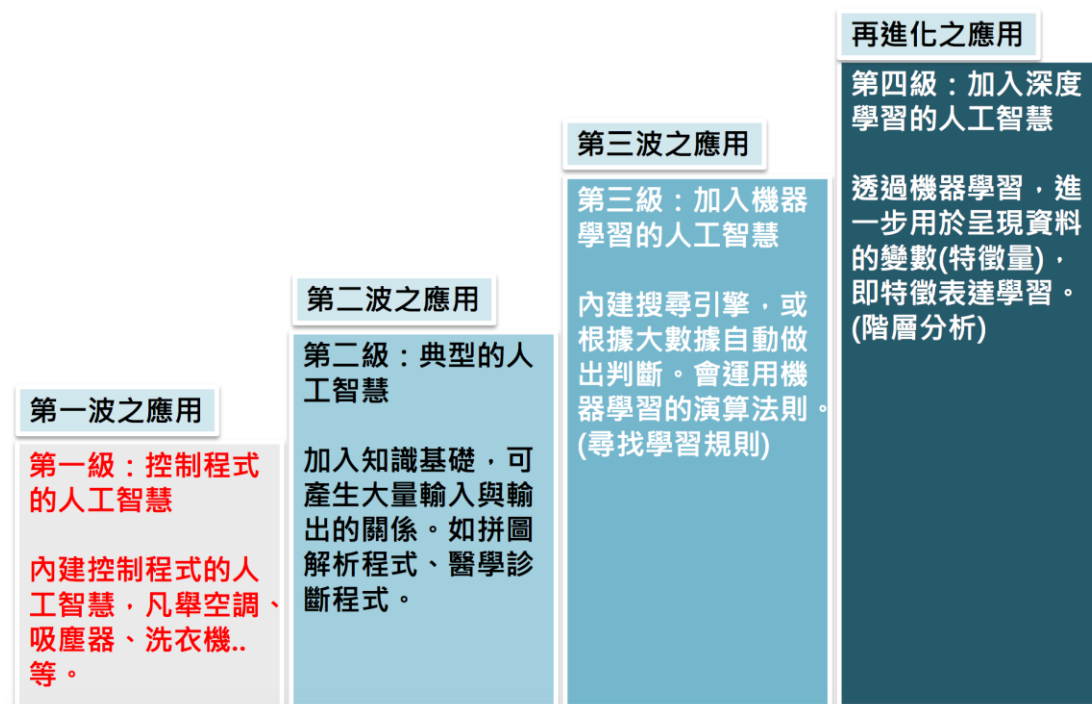 第一波之應用
第一級：控制程式
的人工智慧
內建控制程式的人
工智慧，凡舉空調、
吸塵器、洗衣機..
等。
第二波之應用
第二級：典型的人
工智慧
加入知識基礎，可
產生大量輸入與輸
出的關係。如拼圖
解析程式、醫學診
斷程式。
第三波之應用
第三級：加入機器
學習的人工智慧
內建搜尋引擎，或
根據大數據自動做
出判斷。會運用機
器學習的演算法則。
(尋找學習規則)
再進化之應用
第四級：加入深度
學習的人工智慧
透過機器學習，進
一步用於呈現資料
的變數(特徵量)，
即特徵表達學習。
(階層分析)